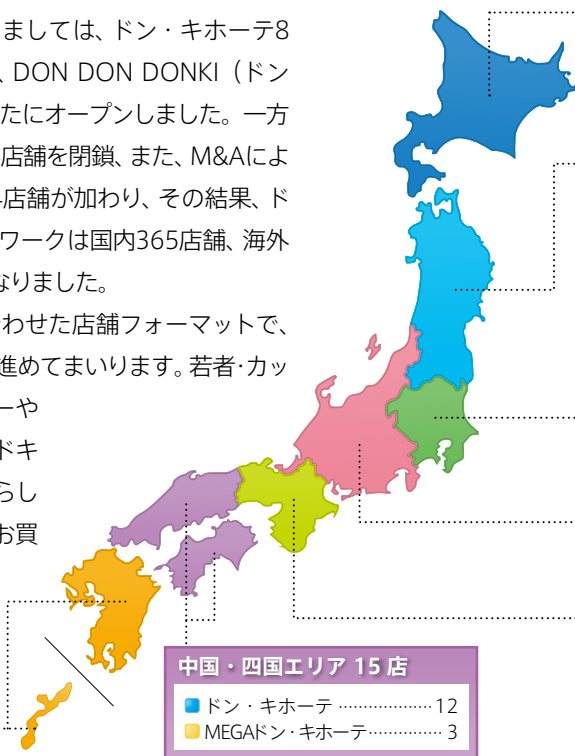 ましては、ドン・キホーテ8
、DON DON DONKI（ドン
たにオープンしました。一方
店舗を閉鎖、また、M&Aによ
店舗が加わり、その結果、ド
ワークは国内365店舗、海外
なりました。
わせた店舗フォーマットで、
進めてまいります。若者・カッ
ーや
ドキ
らし
お買
中国・四国エリア 15 店
ドン・キホーテ ………………… 12
MEGAドン・キホーテ …………… 3